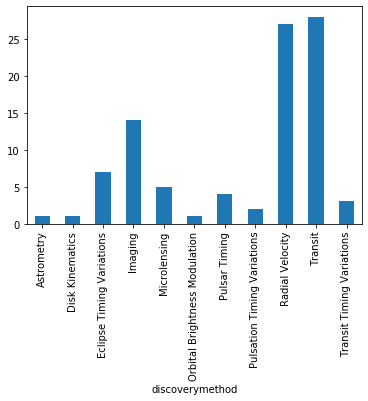 25
20
15
10
5
0
Astrometry
Disk Kinematics
Eclipse Timing Variations
Imaging
Microlensing
Orbital Brightness Modulation
Pulsar Timing
Pulsation Timing Variations
Radial Velocity
Transit
Transit Timing Variations
discoverymethod